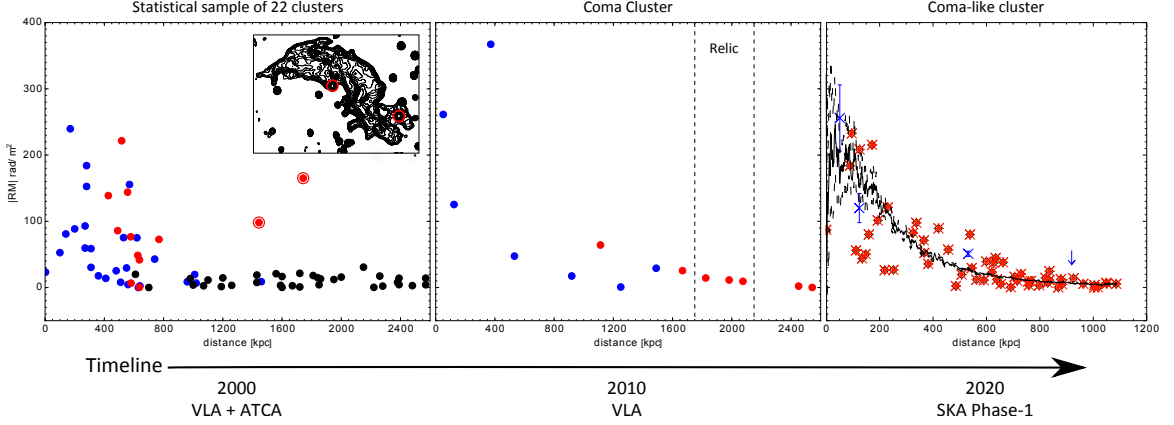 Statistical sample of 22 clusters
Coma Cluster
Coma-like cluster
400
300
200
100
0
|RM| rad/ m²
Relic
0 400 800 1200 1600 2000 2400
distance [kpc]
0 400 800 1200 1600 2000 2400
distance [kpc]
0 200 400 600 800 1000 1200
distance [kpc]
Timeline
2000
VLA + ATCA
2010
VLA
2020
SKA Phase-1